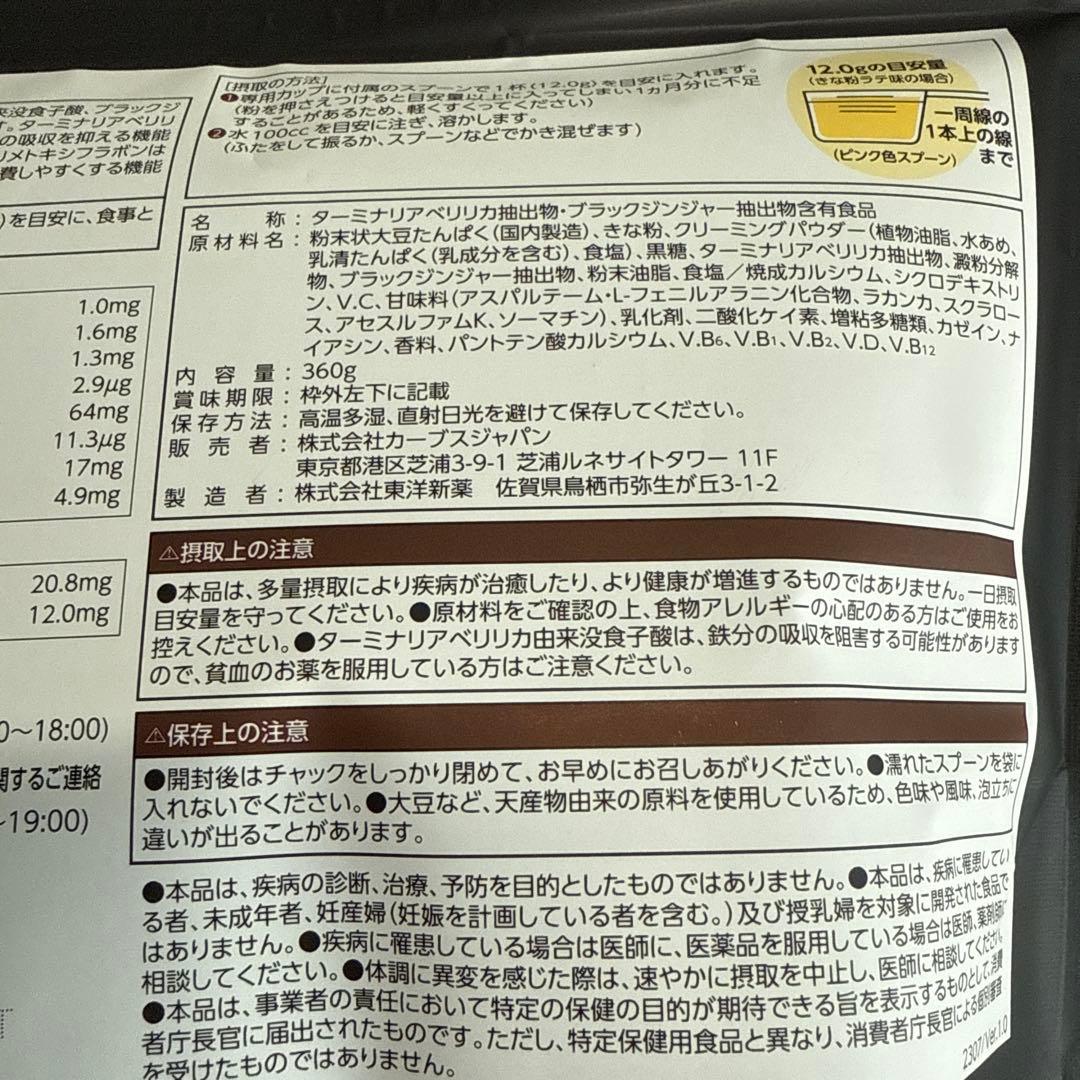 [摂取の方法]
❶専用カップに付属のスプーンで1杯(12.0g)を目安に入れます。
(粉を押さえつけると目安量以上に入ってしまい1ヵ月分に不足
することがあるため、軽くすくってください)
❷水100ccを目安に注ぎ、溶かします。
(ふたをして振るか、スプーンなどでかき混ぜます)
12.0gの目安量
(きな粉ラテ味の場合)
一周線の
1本上の線
まで
(ピンク色スプーン)
来没食子酸、ブラックジ
。ターミナリアベリリ
の吸収を抑える機能
リメトキシフラボンは
費しやすくする機能
)を目安に、食事と
1.0mg
1.6mg
1.3mg
2.9μg
64mg
11.3μg
17mg
4.9mg
20.8mg
12.0mg
0〜18:00)
関するご連絡
〜19:00)
名 称:ターミナリアベリリカ抽出物・ブラックジンジャー抽出物含有食品
原材料名:粉末状大豆たんぱく(国内製造)、きな粉、クリーミングパウダー(植物油脂、水あめ、
乳清たんぱく(乳成分を含む)、食塩)、黒糖、ターミナリアベリリカ抽出物、澱粉分解
物、ブラックジンジャー抽出物、粉末油脂、食塩/焼成カルシウム、シクロデキストリ
ン、V.C、甘味料(アスパルテーム・L-フェニルアラニン化合物、ラカンカ、スクラロー
ス、アセスルファムK、ソーマチン)、乳化剤、二酸化ケイ素、増粘多糖類、カゼイン、ナ
イアシン、香料、パントテン酸カルシウム、V.B6、V.B1、V.B2、V.D、V.B12
内容量:360g
賞味期限:枠外左下に記載
保存方法:高温多湿、直射日光を避けて保存してください。
販売者:株式会社カーブスジャパン
東京都港区芝浦3-9-1 芝浦ルネサイトタワー 11F
製造者:株式会社東洋新薬 佐賀県鳥栖市弥生が丘3-1-2
⚠摂取上の注意
●本品は、多量摂取により疾病が治癒したり、より健康が増進するものではありません。一日摂取
目安量を守ってください。●原材料をご確認の上、食物アレルギーの心配のある方はご使用をお
控えください。●ターミナリアベリリカ由来没食子酸は、鉄分の吸収を阻害する可能性があります
ので、貧血のお薬を服用している方はご注意ください。
⚠保存上の注意
●開封後はチャックをしっかり閉めて、お早めにお召しあがりください。●濡れたスプーンを袋に
入れないでください。●大豆など、天産物由来の原料を使用しているため、色味や風味、泡立ちに
違いが出ることがあります。
●本品は、疾病の診断、治療、予防を目的としたものではありません。●本品は、疾病に罹患してい
る者、未成年者、妊産婦(妊娠を計画している者を含む。)及び授乳婦を対象に開発された食品で
はありません。●疾病に罹患している場合は医師に、医薬品を服用している場合は医師、薬剤師に
相談してください。●体調に異変を感じた際は、速やかに摂取を中止し、医師に相談してください。
●本品は、事業者の責任において特定の保健の目的が期待できる旨を表示するものとして、消費
者庁長官に届出されたものです。ただし、特定保健用食品と異なり、消費者庁長官による個別審査
を受けたものではありません。
2307/Ver.1.0